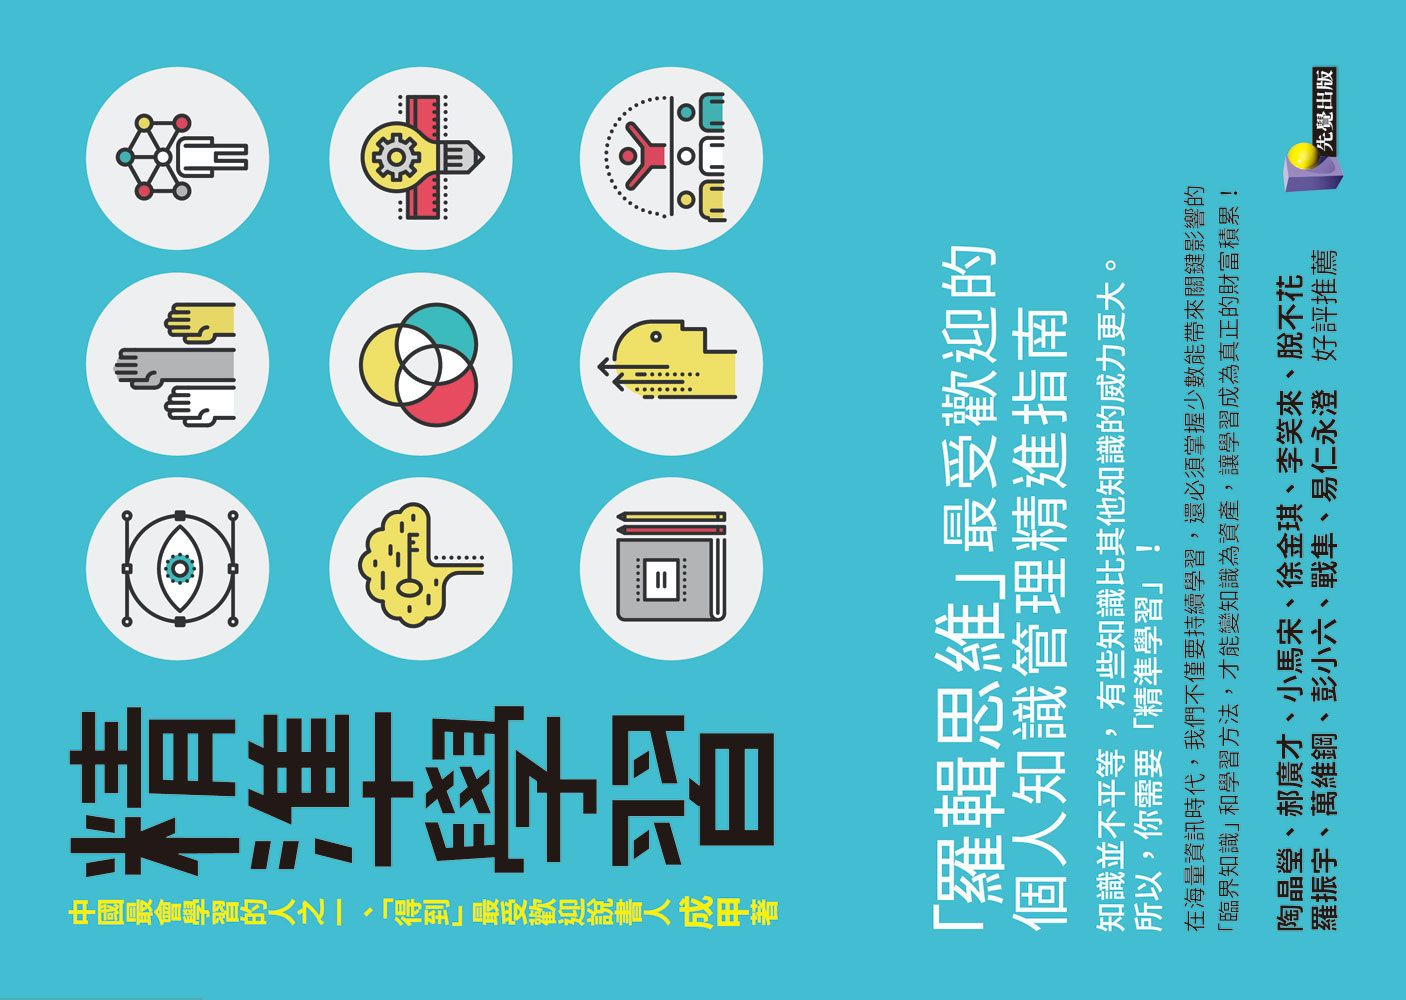 精準學習
中國最會學習的人之一、「得到」最受歡迎說書人 成甲 著
「羅輯思維」最受歡迎的
個人知識管理精進指南
知識並不平等，有些知識比其他知識的威力更大。
所以，你需要「精準學習」！
在海量資訊時代，我們不僅要持續學習，還必須掌握少數能帶來關鍵影響的
「臨界知識」和學習方法，才能變知識為資產，讓學習成為真正的財富積累！
陶晶瑩、郝廣才、小馬宋、徐金琪、李笑來、脫不花
羅振宇、萬維鋼、彭小六、戰隼、易仁永澄 好評推薦
先覺出版